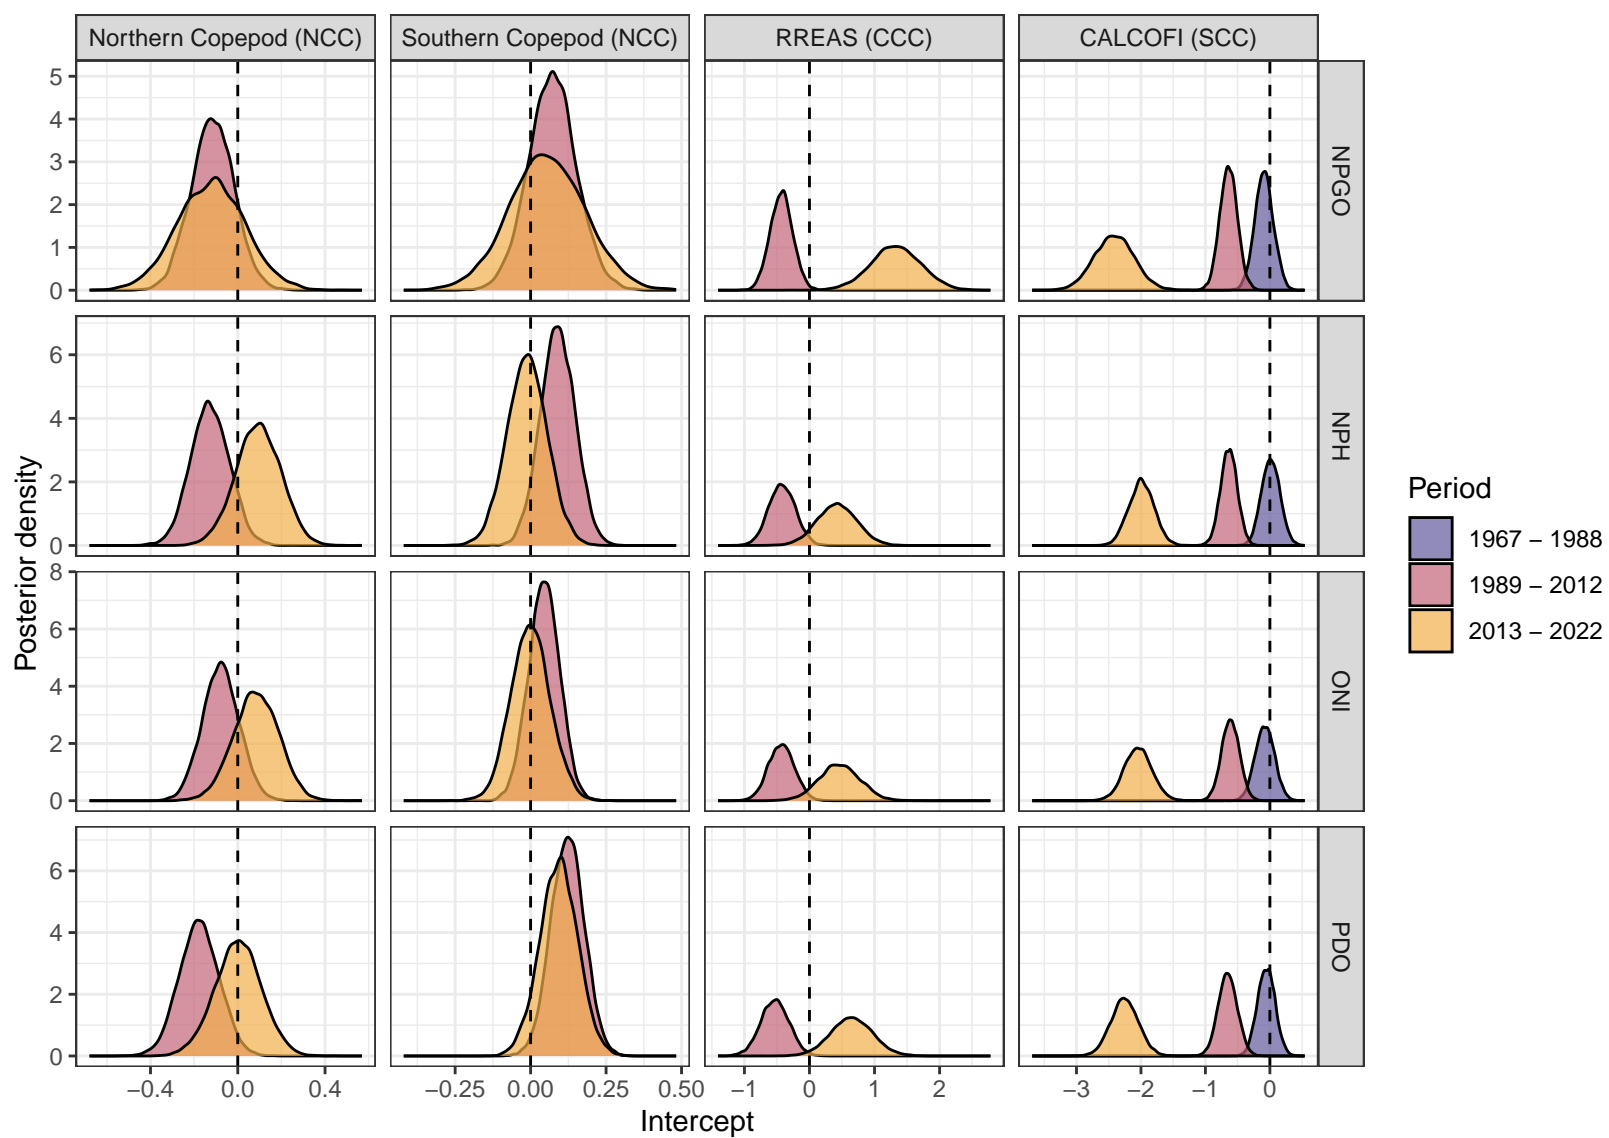 Northern Copepod (NCC) Southern Copepod (NCC) RREAS (CCC) CALCOFI (SCC)
5
4
3
2
1
0
NPGO
6
4
2
0
NPH
8
6
4
2
0
ONI
6
4
2
0
PDO
Posterior density
−0.4 0.0 0.4 −0.25 0.00 0.25 0.50 −1 0 1 2 −3 −2 −1 0
Intercept
Period
1967 − 1988
1989 − 2012
2013 − 2022